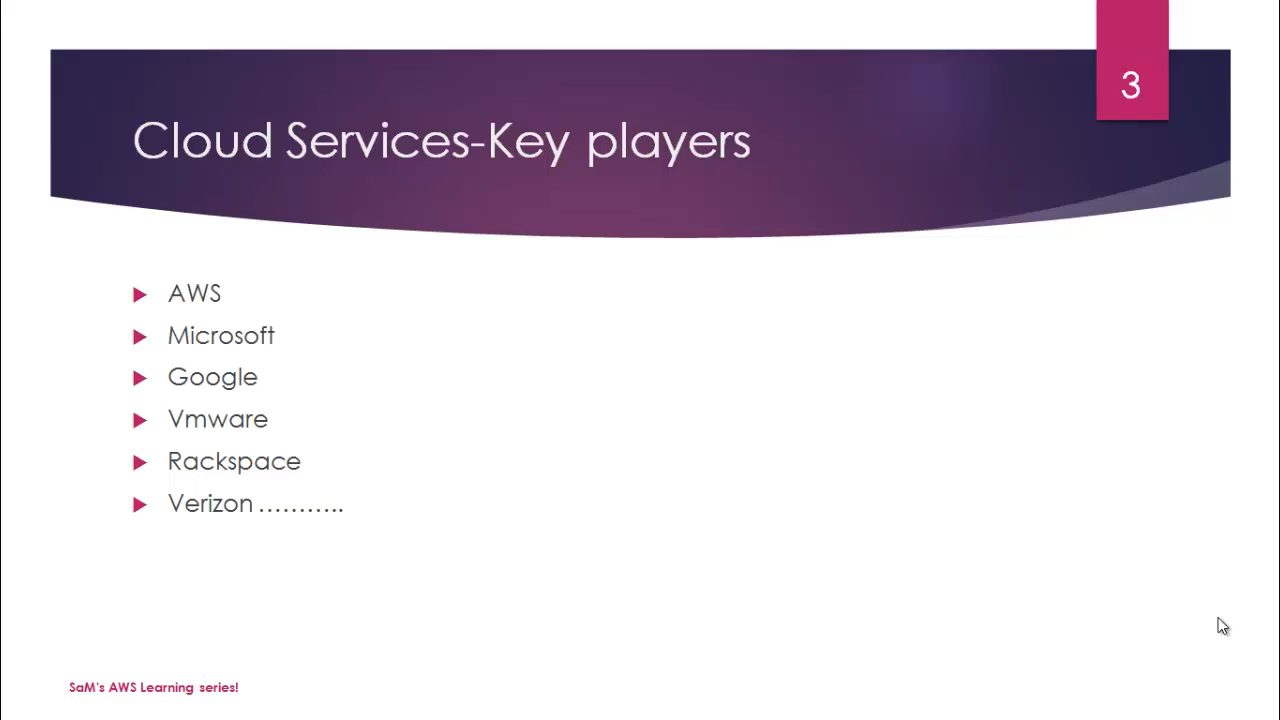 3
Cloud Services-Key players
AWS
Microsoft
Google
Vmware
Rackspace
Verizon ………..
SaM's AWS Learning series!